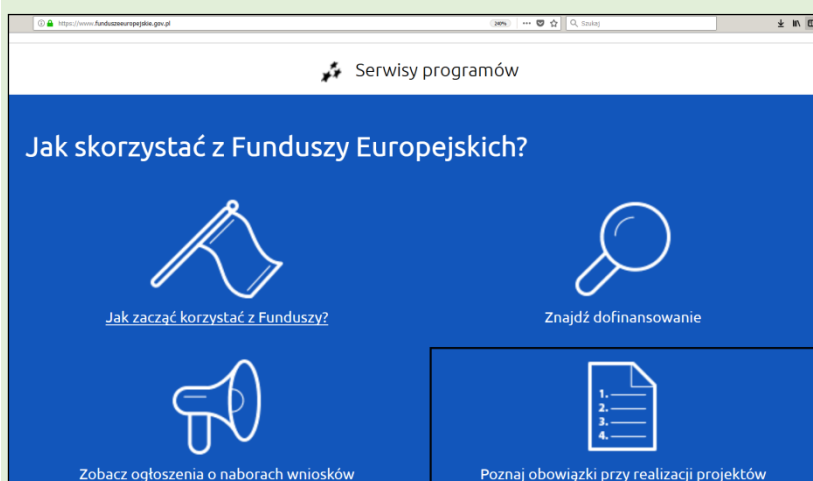 https://www.funduszeeuropejskie.gov.pl
240%
Szukaj
Serwisy programów
Jak skorzystać z Funduszy Europejskich?
Jak zacząć korzystać z Funduszy?
Znajdź dofinansowanie
1.
2.
3.
4.
Zobacz ogłoszenia o naborach wniosków
Poznaj obowiązki przy realizacji projektów